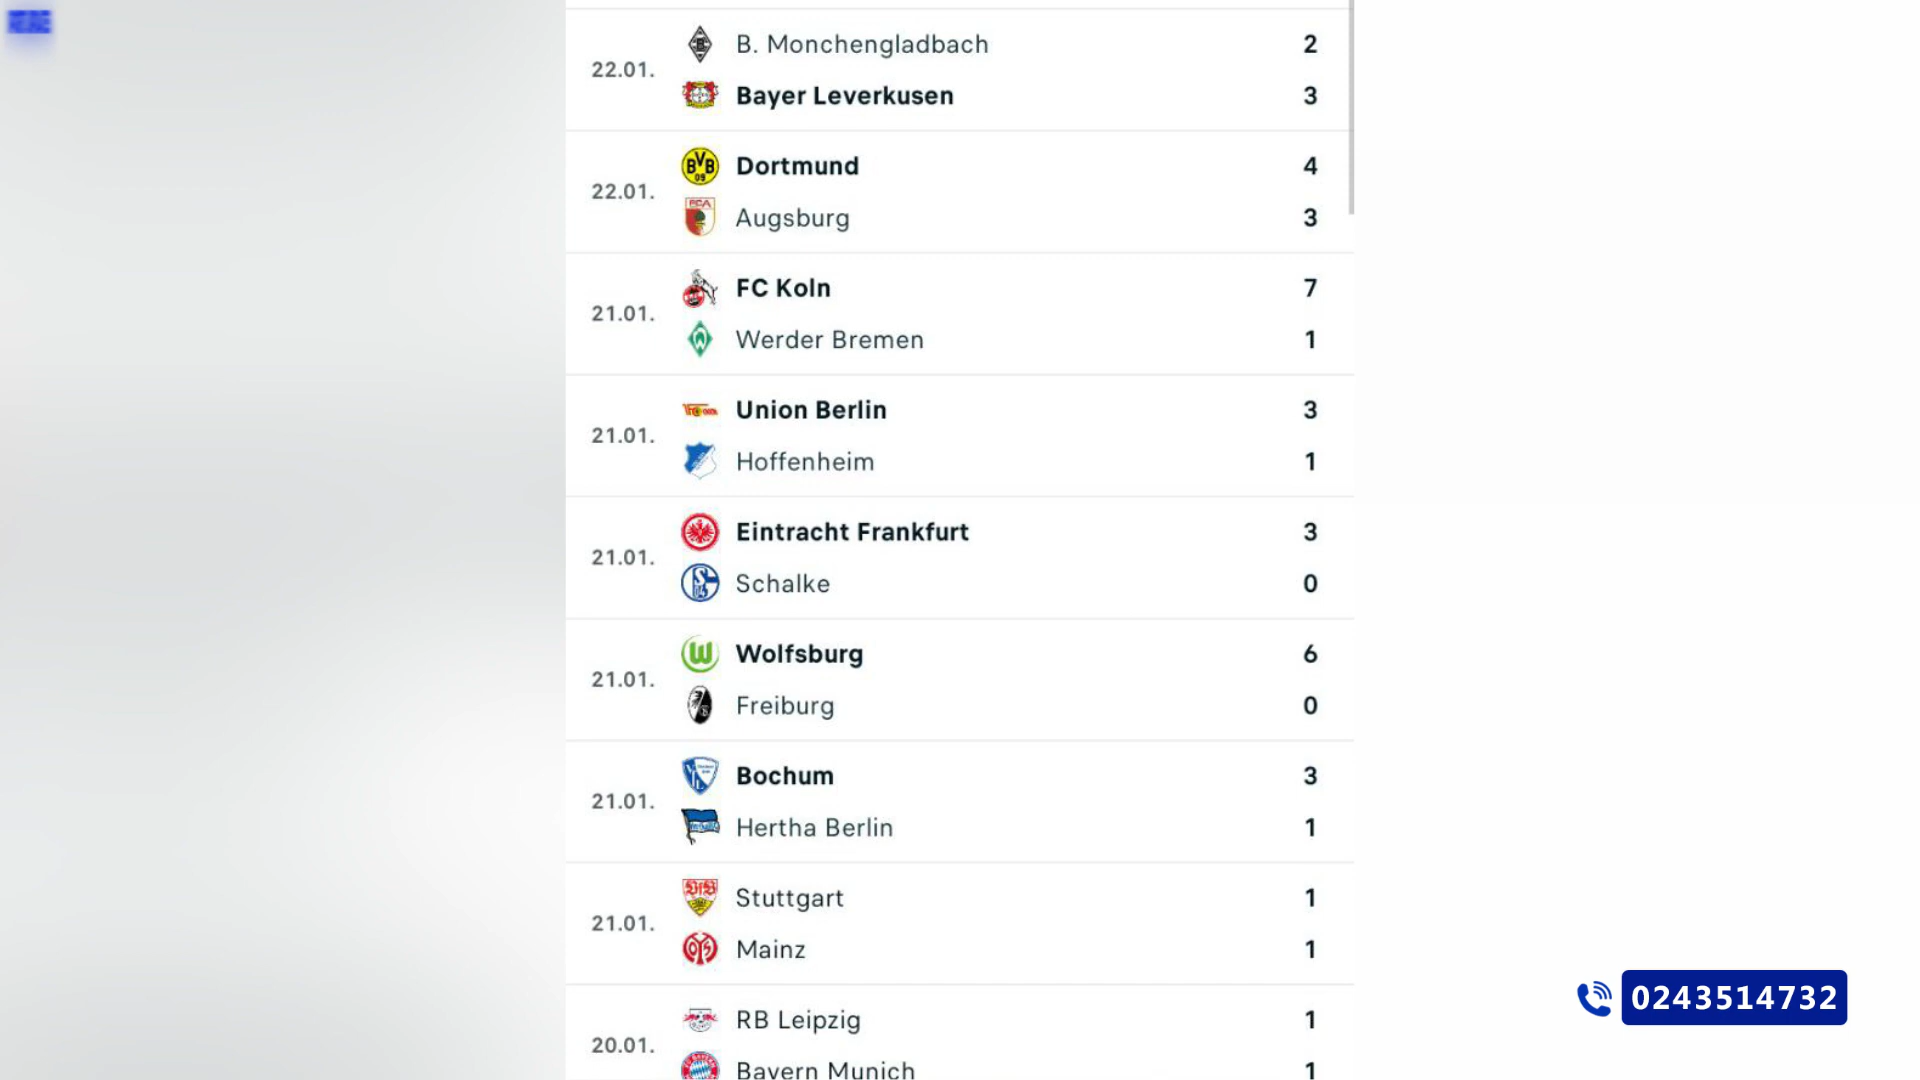 22.01.
B. Monchengladbach 2
Bayer Leverkusen 3
22.01.
Dortmund 4
Augsburg 3
21.01.
FC Koln 7
Werder Bremen 1
21.01.
Union Berlin 3
Hoffenheim 1
21.01.
Eintracht Frankfurt 3
Schalke 0
21.01.
Wolfsburg 6
Freiburg 0
21.01.
Bochum 3
Hertha Berlin 1
21.01.
Stuttgart 1
Mainz 1
20.01.
RB Leipzig 1
Bayern Munich 1
0243514732
BVB
09
FCA